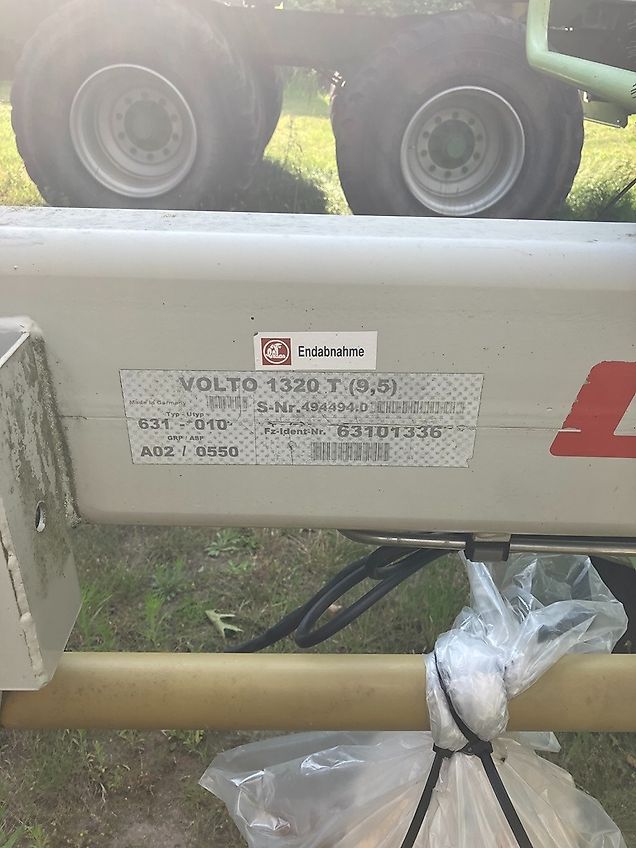 Endabnahme
VOLTO 1320 T (9,5)
Made in Germany
S-Nr. 494494.0
Typ - Utyp
631 - 010
Fz-Ident-Nr. 63101336
GRP / ASF
A02 / 0550